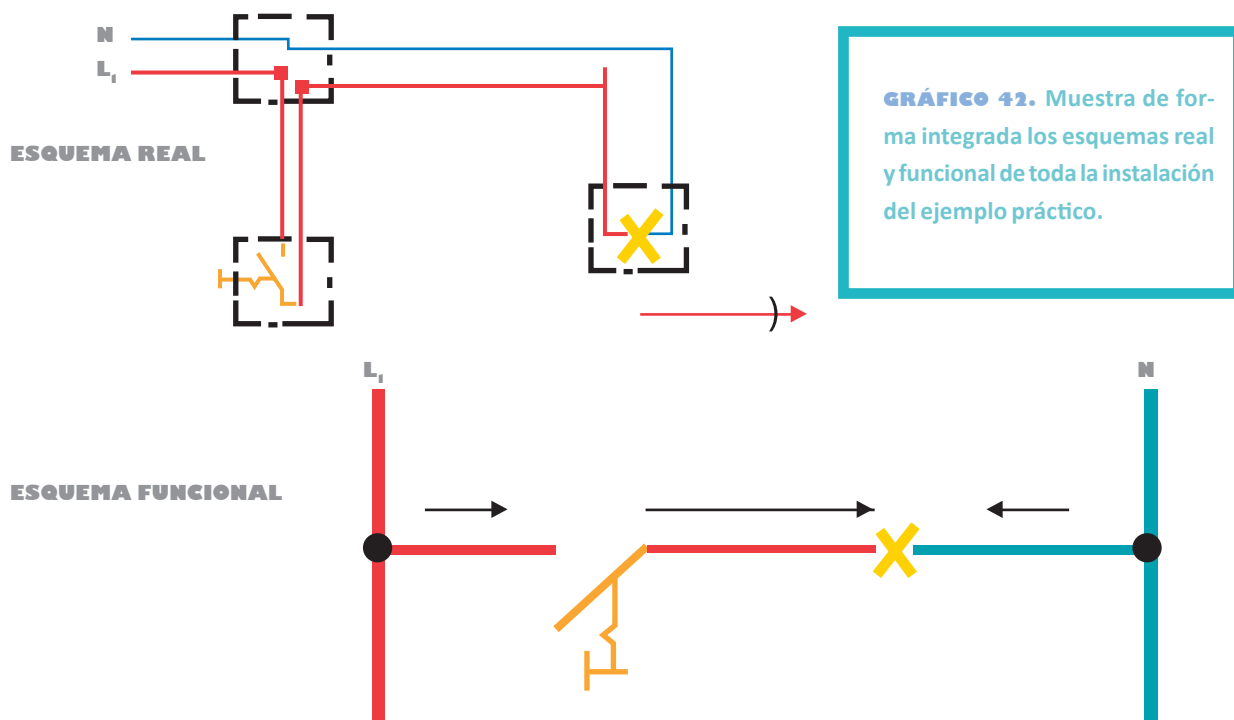 N
L₁
ESQUEMA REAL
GRÁFICO 42. Muestra de for-
ma integrada los esquemas real
y funcional de toda la instalación
del ejemplo práctico.
L₁
N
ESQUEMA FUNCIONAL